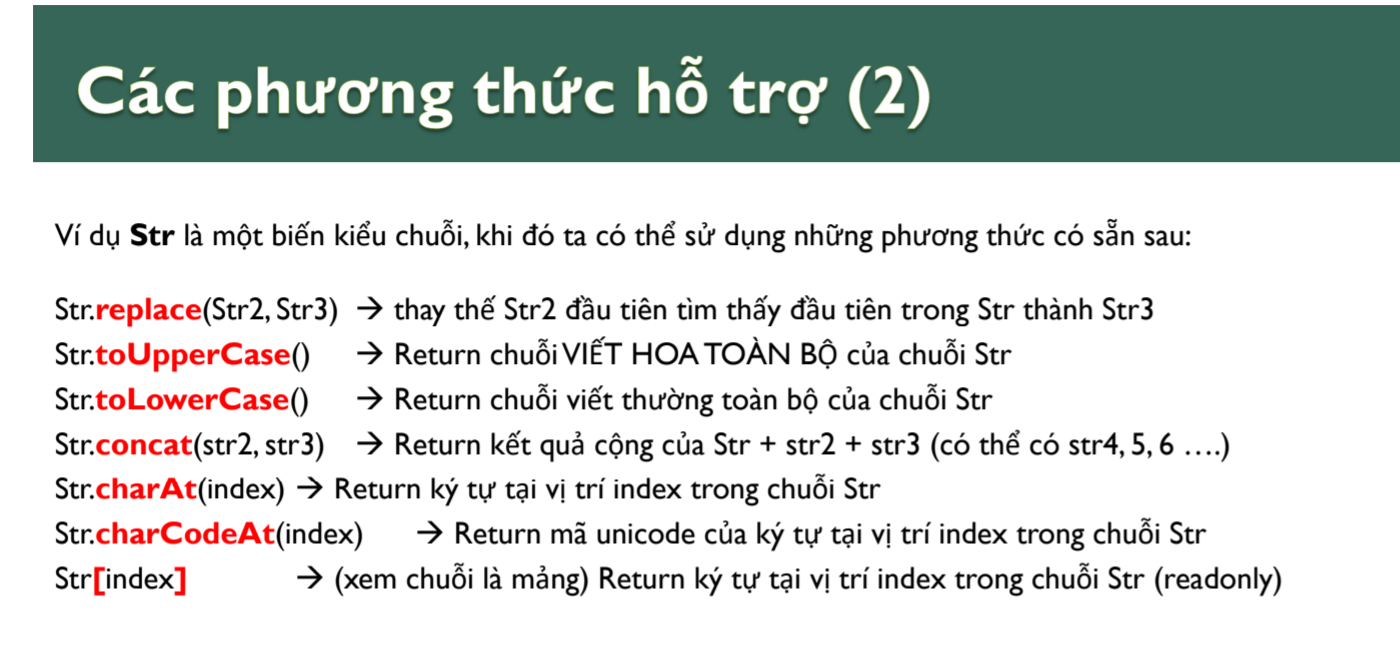 Các phương thức hỗ trợ (2)
Ví dụ Str là một biến kiểu chuỗi, khi đó ta có thể sử dụng những phương thức có sẵn sau:
Str.replace(Str2, Str3) → thay thế Str2 đầu tiên tìm thấy đầu tiên trong Str thành Str3
Str.toUpperCase() → Return chuỗi VIẾT HOA TOÀN BỘ của chuỗi Str
Str.toLowerCase() → Return chuỗi viết thường toàn bộ của chuỗi Str
Str.concat(str2, str3) → Return kết quả cộng của Str + str2 + str3 (có thể có str4, 5, 6 ….)
Str.charAt(index) → Return ký tự tại vị trí index trong chuỗi Str
Str.charCodeAt(index) → Return mã unicode của ký tự tại vị trí index trong chuỗi Str
Str[index] → (xem chuỗi là mảng) Return ký tự tại vị trí index trong chuỗi Str (readonly)